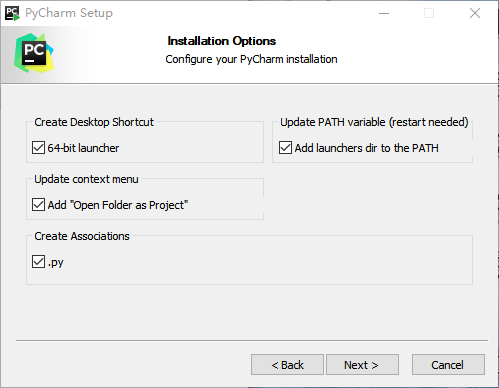 PC PyCharm Setup
PC
Installation Options
Configure your PyCharm installation
Create Desktop Shortcut
64-bit launcher
Update PATH variable (restart needed)
Add launchers dir to the PATH
Update context menu
Add "Open Folder as Project"
Create Associations
.py
< Back
Next >
Cancel